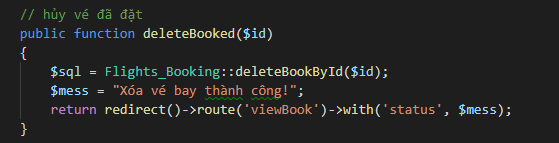 // hủy vé đã đặt
public function deleteBooked($id)
{
$sql = Flights_Booking::deleteBookById($id);
$mess = "Xóa vé bay thành công!";
return redirect()->route('viewBook')->with('status', $mess);
}